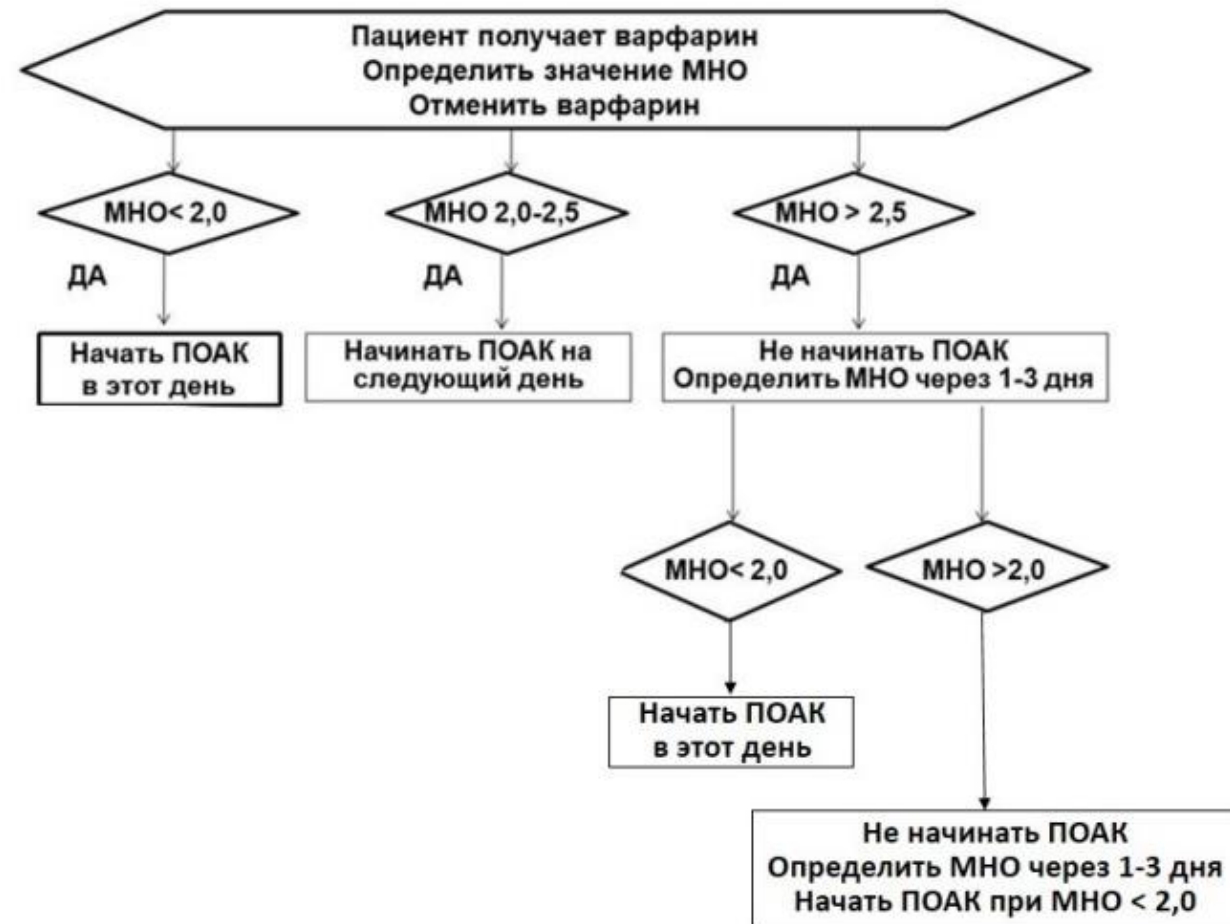 Пациент получает варфарин
Определить значение МНО
Отменить варфарин
МНО< 2,0
МНО 2,0-2,5
МНО > 2,5
ДА
ДА
ДА
Начать ПОАК
в этот день
Начинать ПОАК на
следующий день
Не начинать ПОАК
Определить МНО через 1-3 дня
МНО< 2,0
МНО >2,0
Начать ПОАК
в этот день
Не начинать ПОАК
Определить МНО через 1-3 дня
Начать ПОАК при МНО < 2,0